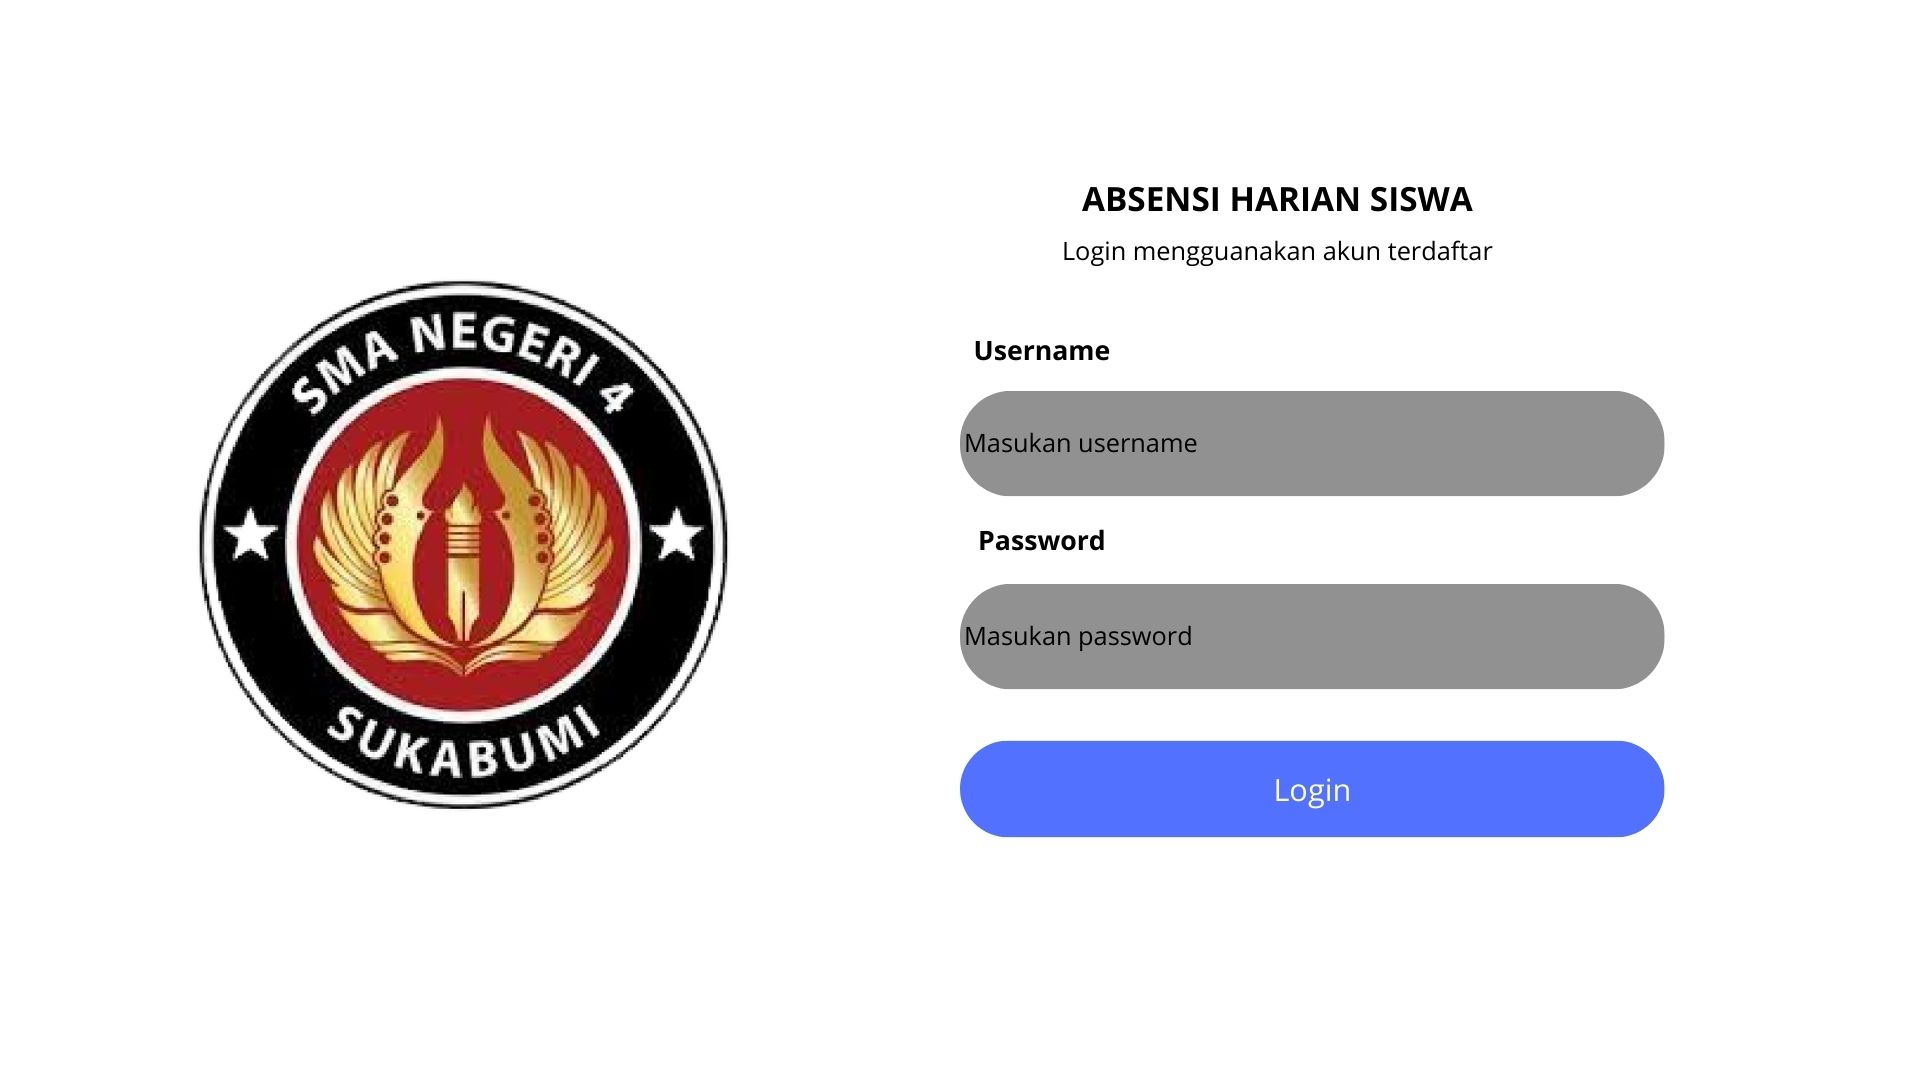 SMA NEGERI 4
SUKABUMI
ABSENSI HARIAN SISWA
Login mengguanakan akun terdaftar
Username
Masukan username
Password
Masukan password
Login